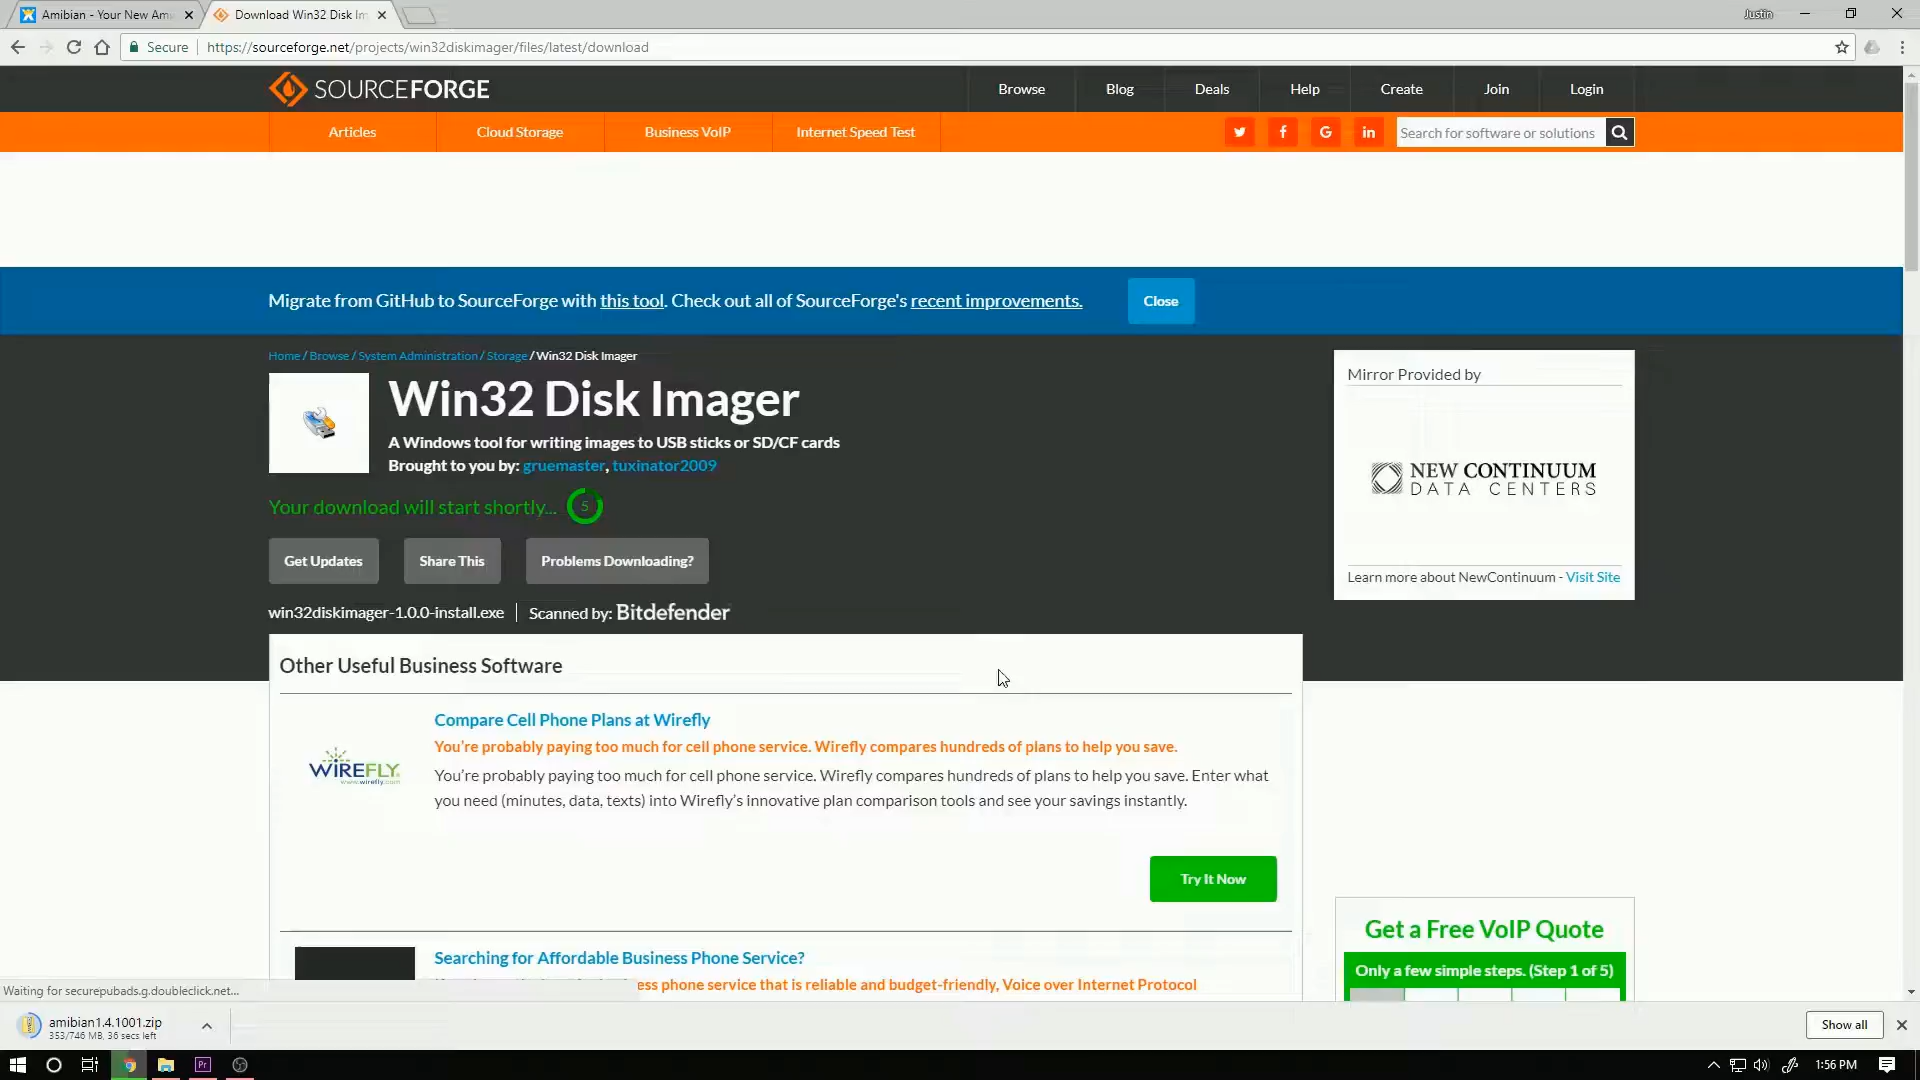 Amibian - Your New Am
Download Win32 Disk Im
Justin
Secure
https://sourceforge.net/projects/win32diskimager/files/latest/download
SOURCEFORGE
Browse
Blog
Deals
Help
Create
Join
Login
Articles
Cloud Storage
Business VoIP
Internet Speed Test
Search for software or solutions
Migrate from GitHub to SourceForge with this tool. Check out all of SourceForge's recent improvements.
Close
Home / Browse / System Administration / Storage / Win32 Disk Imager
Win32 Disk Imager
A Windows tool for writing images to USB sticks or SD/CF cards
Brought to you by: gruemaster, tuxinator2009
Your download will start shortly... 5
Get Updates
Share This
Problems Downloading?
win32diskimager-1.0.0-install.exe
Scanned by: Bitdefender
Mirror Provided by
NEW CONTINUUM
DATA CENTERS
Learn more about NewContinuum - Visit Site
Other Useful Business Software
Compare Cell Phone Plans at Wirefly
You're probably paying too much for cell phone service. Wirefly compares hundreds of plans to help you save.
WIREFLY
www.wirefly.com
You're probably paying too much for cell phone service. Wirefly compares hundreds of plans to help you save. Enter what
you need (minutes, data, texts) into Wirefly's innovative plan comparison tools and see your savings instantly.
Try It Now
Searching for Affordable Business Phone Service?
ess phone service that is reliable and budget-friendly, Voice over Internet Protocol
Get a Free VoIP Quote
Only a few simple steps. (Step 1 of 5)
Waiting for securepubads.g.doubleclick.net...
amibian1.4.1001.zip
353/746 MB, 36 secs left
Show all
Pr
1:56 PM